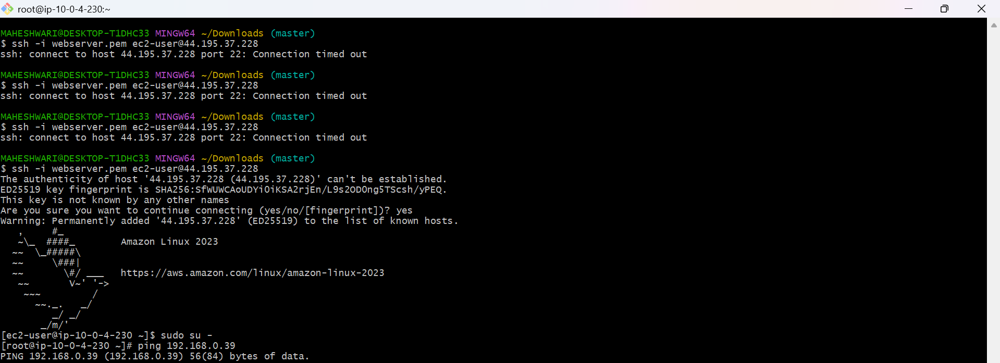 root@ip-10-0-4-230:~
MAHESHWARI@DESKTOP-T1DHC33 MINGW64 ~/Downloads (master)
$ ssh -i webserver.pem ec2-user@44.195.37.228
ssh: connect to host 44.195.37.228 port 22: Connection timed out
MAHESHWARI@DESKTOP-T1DHC33 MINGW64 ~/Downloads (master)
$ ssh -i webserver.pem ec2-user@44.195.37.228
ssh: connect to host 44.195.37.228 port 22: Connection timed out
MAHESHWARI@DESKTOP-T1DHC33 MINGW64 ~/Downloads (master)
$ ssh -i webserver.pem ec2-user@44.195.37.228
ssh: connect to host 44.195.37.228 port 22: Connection timed out
MAHESHWARI@DESKTOP-T1DHC33 MINGW64 ~/Downloads (master)
$ ssh -i webserver.pem ec2-user@44.195.37.228
The authenticity of host '44.195.37.228 (44.195.37.228)' can't be established.
ED25519 key fingerprint is SHA256:SfWUWCAoUDYi0iKSA2rjEn/L9s2OD0ng5TScsh/yPEQ.
This key is not known by any other names
Are you sure you want to continue connecting (yes/no/[fingerprint])? yes
Warning: Permanently added '44.195.37.228' (ED25519) to the list of known hosts.
   ,     #_
   ~\_  ####_        Amazon Linux 2023
  ~~  \_#####\
  ~~     \###|
  ~~       \#/ ___   https://aws.amazon.com/linux/amazon-linux-2023
   ~~       V~' '->
    ~~~         /
      ~~._.   _/
         _/ _/
       _/m/'
[ec2-user@ip-10-0-4-230 ~]$ sudo su -
[root@ip-10-0-4-230 ~]# ping 192.168.0.39
PING 192.168.0.39 (192.168.0.39) 56(84) bytes of data.